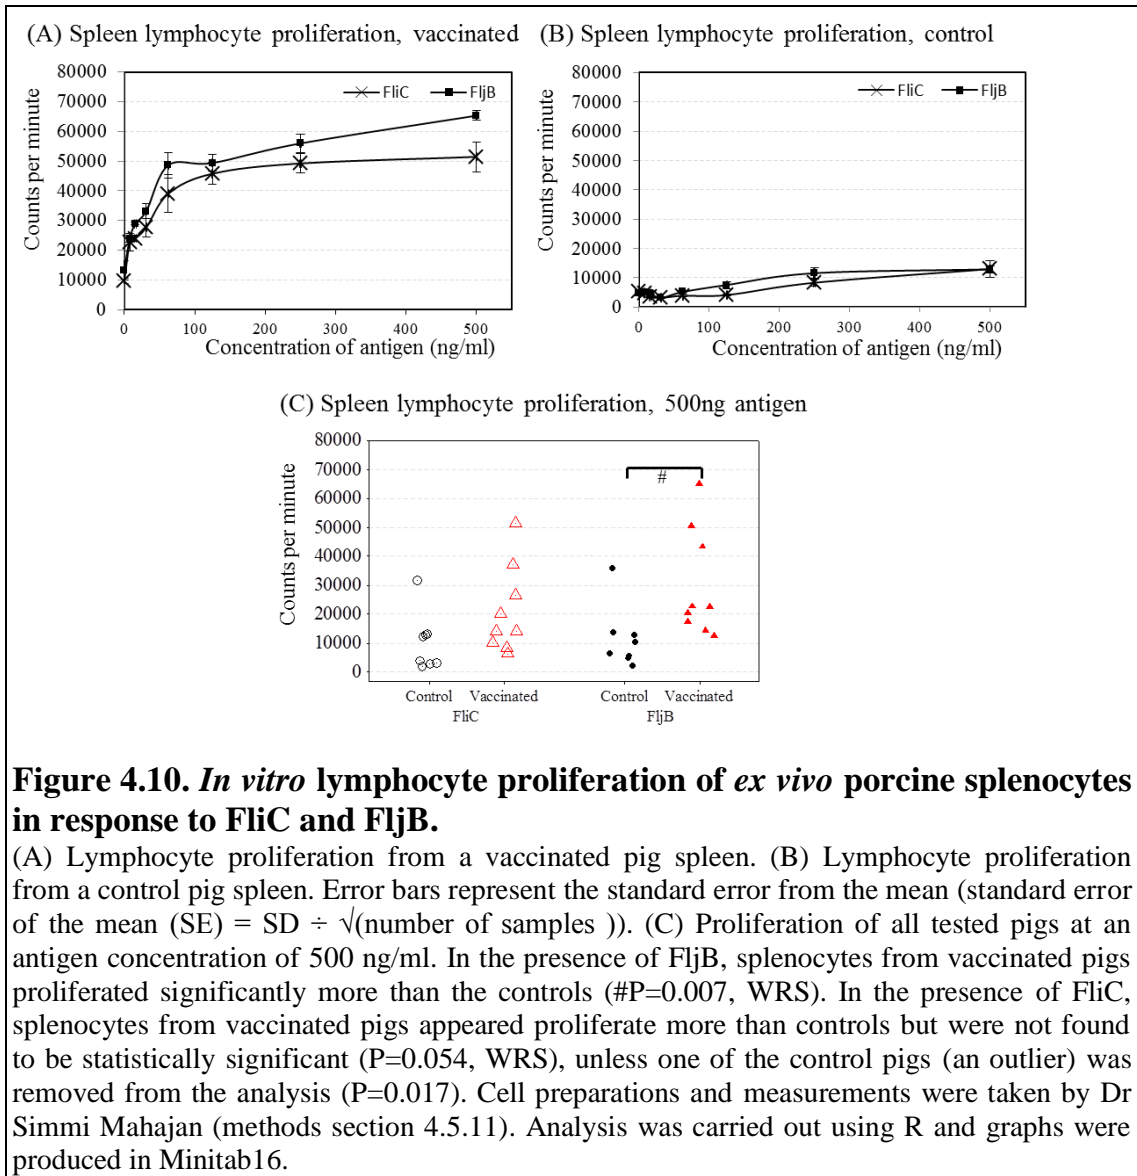 (A) Spleen lymphocyte proliferation, vaccinated
80000
70000
60000
50000
40000
30000
20000
10000
0
Counts per minute
FliC
FljB
0
100
200
300
400
500
Concentration of antigen (ng/ml)
(B) Spleen lymphocyte proliferation, control
80000
70000
60000
50000
40000
30000
20000
10000
0
Counts per minute
FliC
FljB
0
100
200
300
400
500
Concentration of antigen (ng/ml)
(C) Spleen lymphocyte proliferation, 500ng antigen
80000
70000
60000
50000
40000
30000
20000
10000
0
Counts per minute
#
Control Vaccinated Control Vaccinated
FliC FljB
Figure 4.10. In vitro lymphocyte proliferation of ex vivo porcine splenocytes
in response to FliC and FljB.
(A) Lymphocyte proliferation from a vaccinated pig spleen. (B) Lymphocyte proliferation
from a control pig spleen. Error bars represent the standard error from the mean (standard error
of the mean (SE) = SD ÷ √(number of samples )). (C) Proliferation of all tested pigs at an
antigen concentration of 500 ng/ml. In the presence of FljB, splenocytes from vaccinated pigs
proliferated significantly more than the controls (#P=0.007, WRS). In the presence of FliC,
splenocytes from vaccinated pigs appeared proliferate more than controls but were not found
to be statistically significant (P=0.054, WRS), unless one of the control pigs (an outlier) was
removed from the analysis (P=0.017). Cell preparations and measurements were taken by Dr
Simmi Mahajan (methods section 4.5.11). Analysis was carried out using R and graphs were
produced in Minitab16.